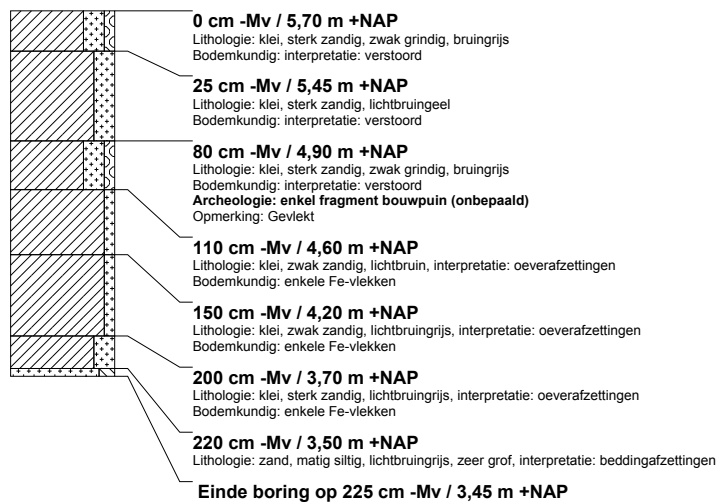 0 cm -Mv / 5,70 m +NAP
Lithologie: klei, sterk zandig, zwak grindig, bruingrijs
Bodemkundig: interpretatie: verstoord
25 cm -Mv / 5,45 m +NAP
Lithologie: klei, sterk zandig, lichtbruingeel
Bodemkundig: interpretatie: verstoord
80 cm -Mv / 4,90 m +NAP
Lithologie: klei, sterk zandig, zwak grindig, bruingrijs
Bodemkundig: interpretatie: verstoord
Archeologie: enkel fragment bouwpuin (onbepaald)
Opmerking: Gevlekt
110 cm -Mv / 4,60 m +NAP
Lithologie: klei, zwak zandig, lichtbruin, interpretatie: oeverafzettingen
Bodemkundig: enkele Fe-vlekken
150 cm -Mv / 4,20 m +NAP
Lithologie: klei, zwak zandig, lichtbruingrijs, interpretatie: oeverafzettingen
Bodemkundig: enkele Fe-vlekken
200 cm -Mv / 3,70 m +NAP
Lithologie: klei, sterk zandig, lichtbruingrijs, interpretatie: oeverafzettingen
Bodemkundig: enkele Fe-vlekken
220 cm -Mv / 3,50 m +NAP
Lithologie: zand, matig siltig, lichtbruingrijs, zeer grof, interpretatie: beddingafzettingen
Einde boring op 225 cm -Mv / 3,45 m +NAP